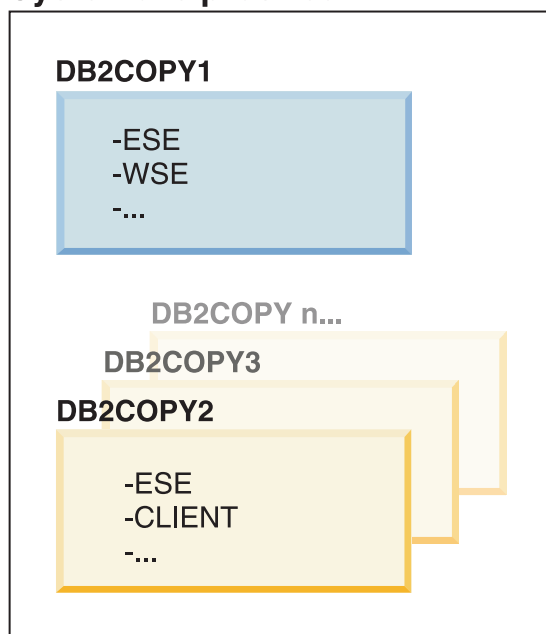 DB2COPY1
-ESE
-WSE
-...
DB2COPY n...
DB2COPY3
DB2COPY2
-ESE
-CLIENT
-...